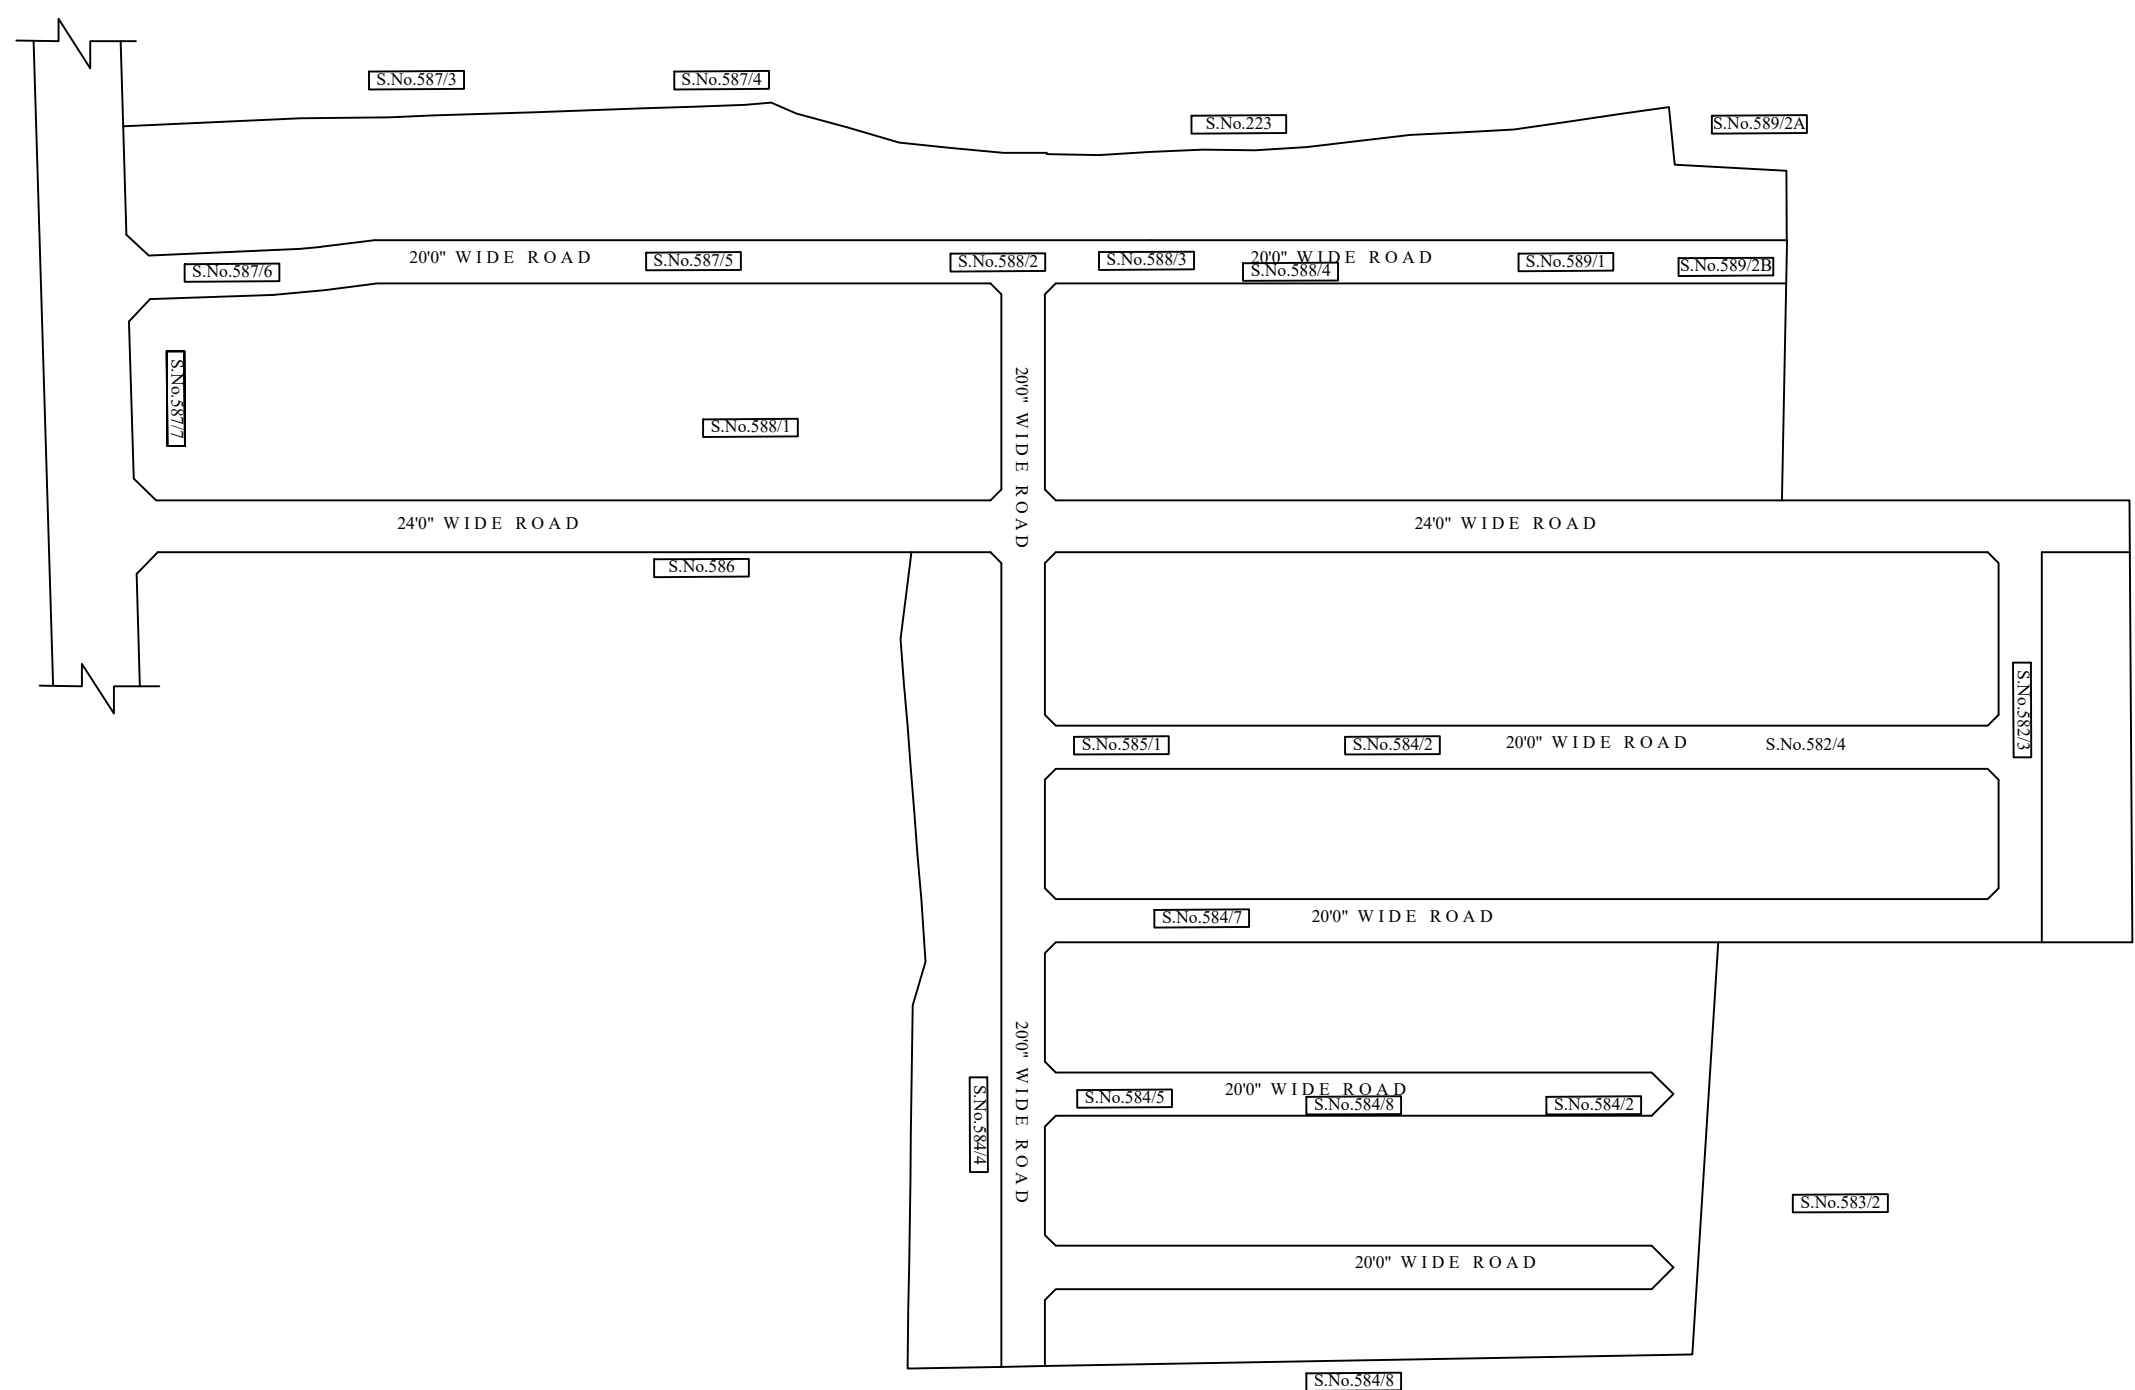 S.No.587/3
S.No.587/4
S.No.223
S.No.589/2A
20'0" WIDE ROAD
S.No.587/5
S.No.588/2
S.No.588/3
20'0" WIDE ROAD
S.No.588/4
S.No.589/1
S.No.589/2B
S.No.587/6
S.No.587/7
S.No.588/1
20'0" WIDE ROAD
24'0" WIDE ROAD
24'0" WIDE ROAD
S.No.586
S.No.582/3
S.No.585/1
S.No.584/2
20'0" WIDE ROAD
S.No.582/4
S.No.584/7
20'0" WIDE ROAD
20'0" WIDE ROAD
S.No.584/4
S.No.584/5
20'0" WIDE ROAD
S.No.584/8
S.No.584/2
S.No.583/2
20'0" WIDE ROAD
S.No.584/8